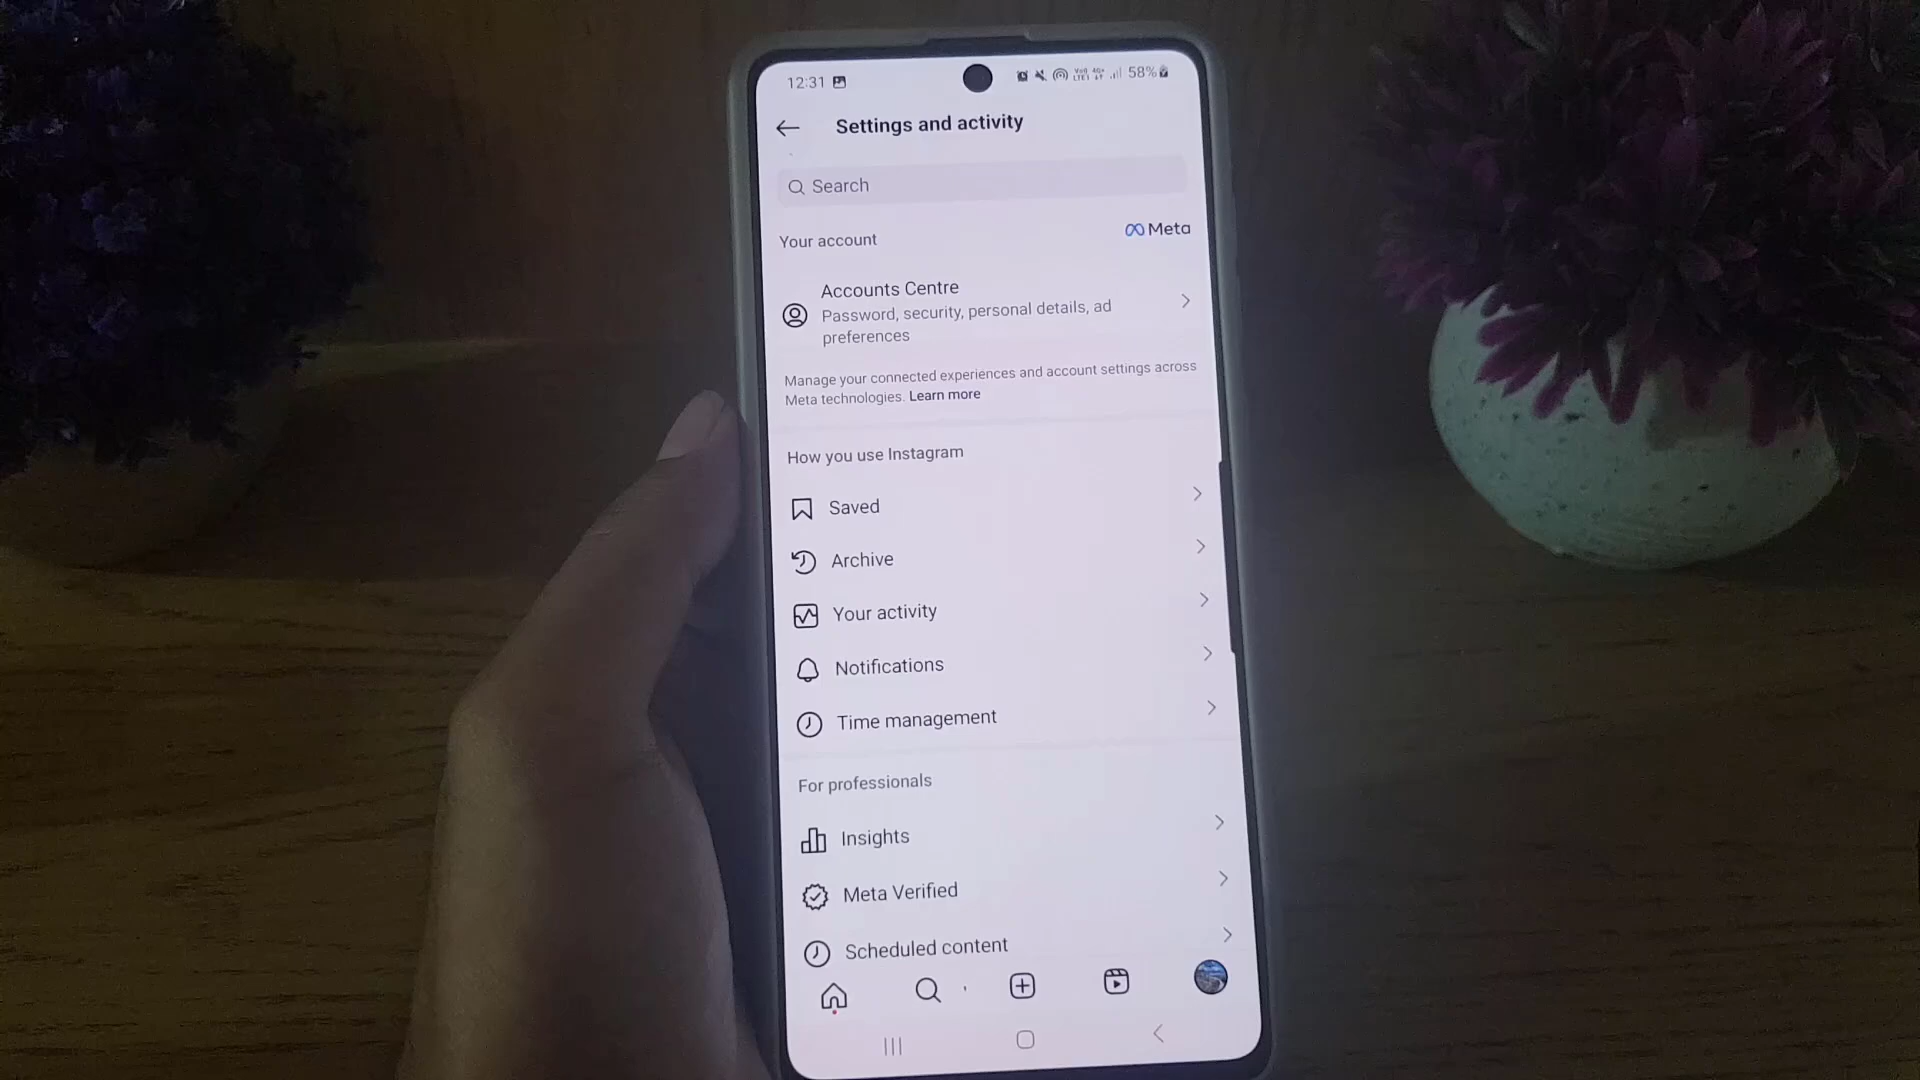 12:31 58%
Settings and activity
Search
Your account Meta
Accounts Centre
Password, security, personal details, ad
preferences
Manage your connected experiences and account settings across
Meta technologies. Learn more
How you use Instagram
Saved
Archive
Your activity
Notifications
Time management
For professionals
Insights
Meta Verified
Scheduled content